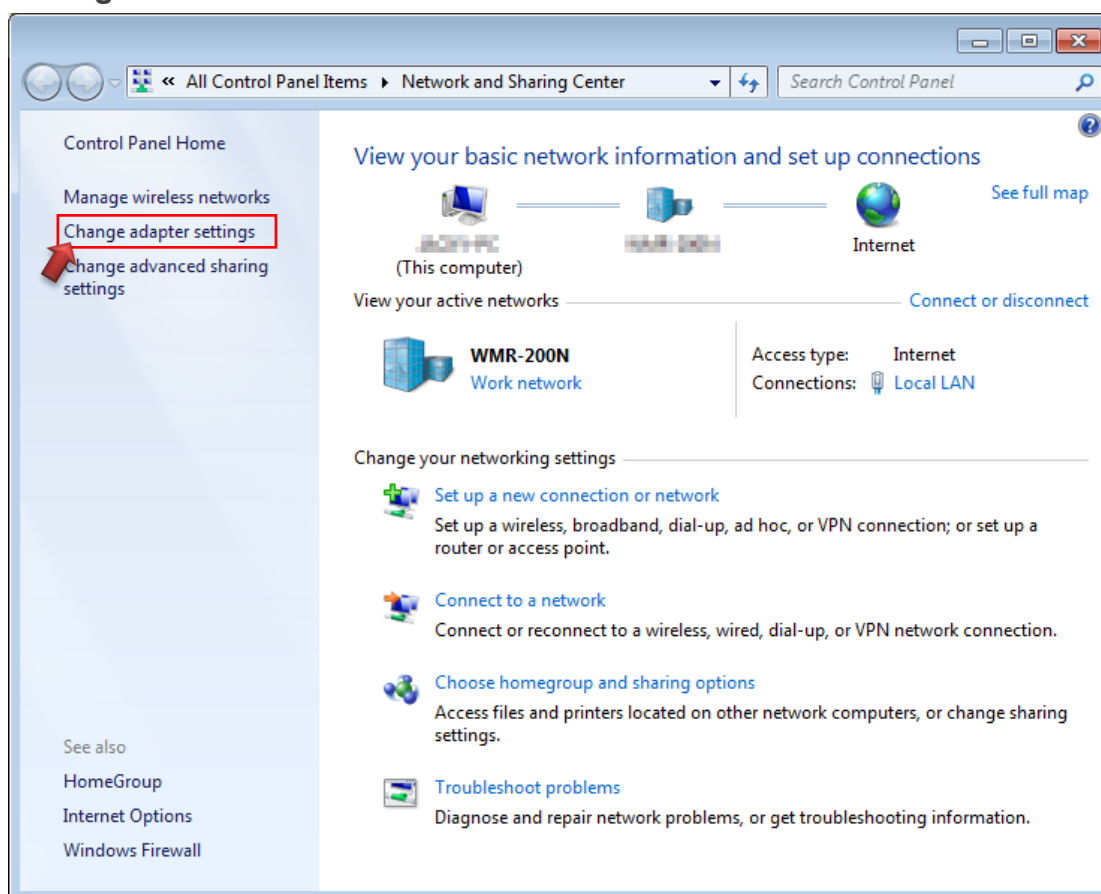 « All Control Panel Items ▸ Network and Sharing Center
Search Control Panel
Control Panel Home
Manage wireless networks
Change adapter settings
Change advanced sharing
settings
See also
HomeGroup
Internet Options
Windows Firewall
View your basic network information and set up connections
See full map
(This computer)
Internet
View your active networks
Connect or disconnect
WMR-200N
Work network
Access type: Internet
Connections: Local LAN
Change your networking settings
Set up a new connection or network
Set up a wireless, broadband, dial-up, ad hoc, or VPN connection; or set up a
router or access point.
Connect to a network
Connect or reconnect to a wireless, wired, dial-up, or VPN network connection.
Choose homegroup and sharing options
Access files and printers located on other network computers, or change sharing
settings.
Troubleshoot problems
Diagnose and repair network problems, or get troubleshooting information.